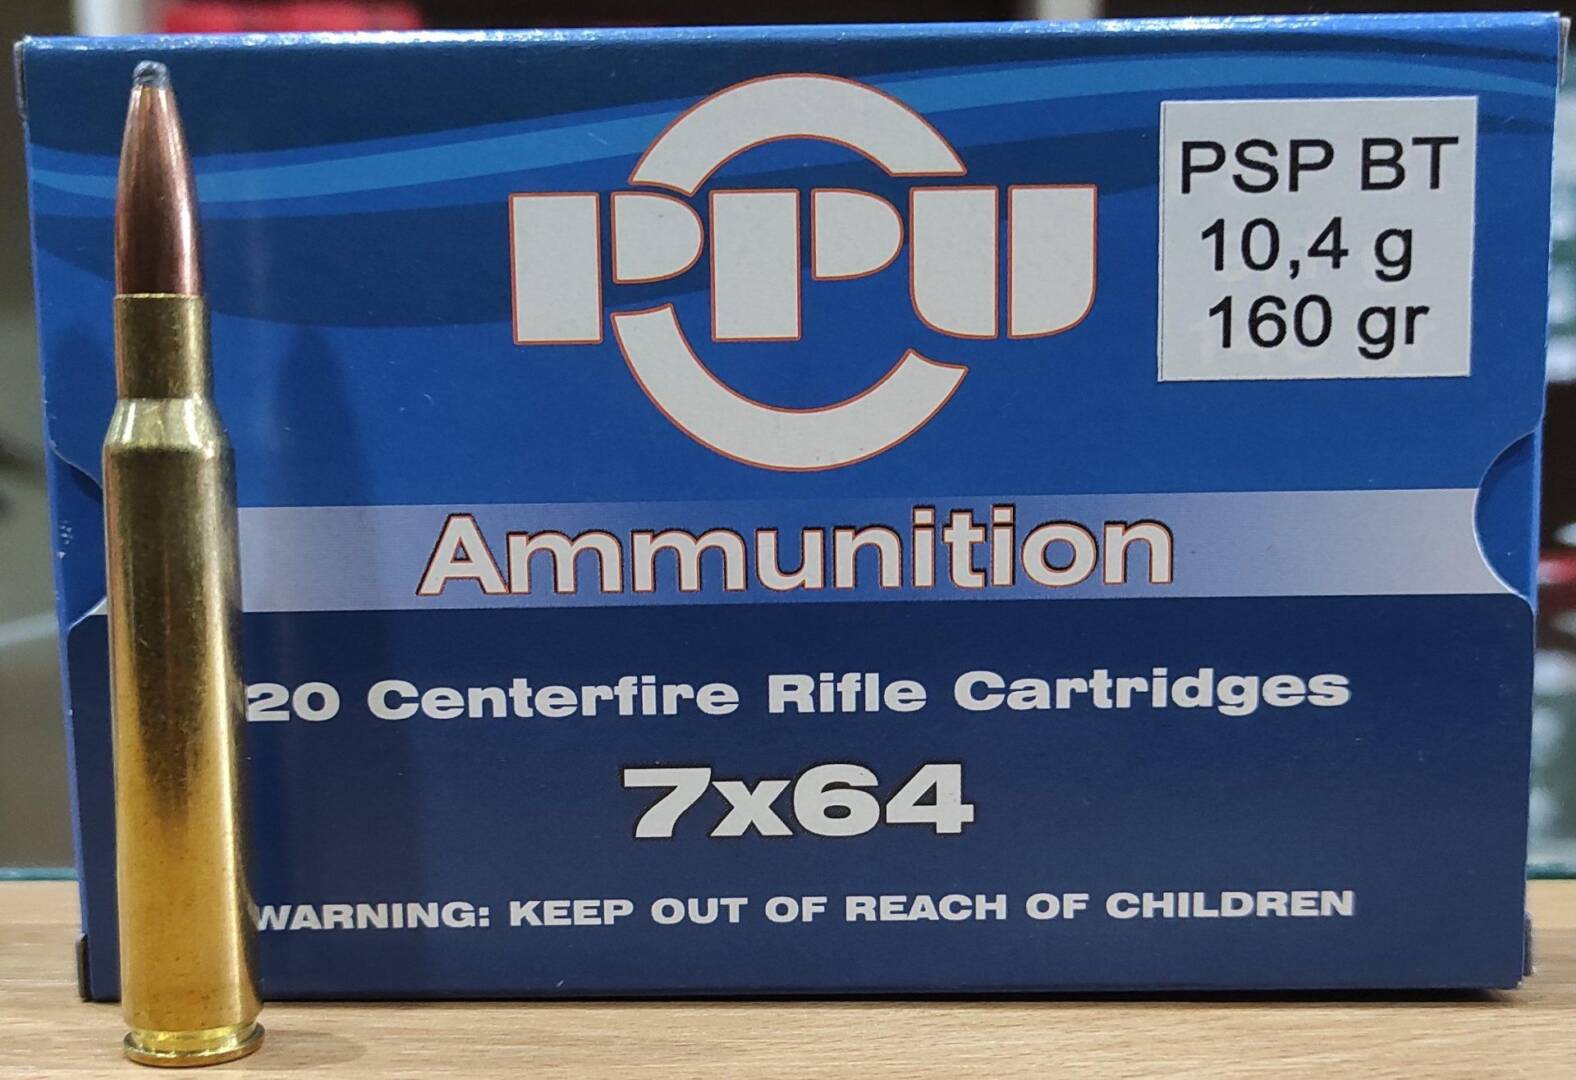 PPU
PSP BT
10,4 g
160 gr
Ammunition
20 Centerfire Rifle Cartridges
7x64
WARNING: KEEP OUT OF REACH OF CHILDREN